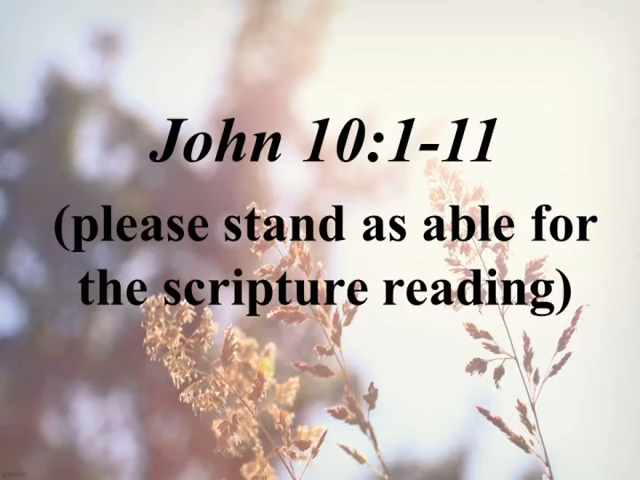 John 10:1-11
(please stand as able for
the scripture reading)